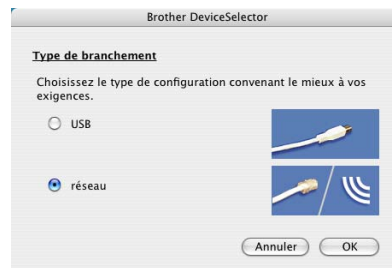 Brother DeviceSelector
Type de branchement
Choisissez le type de configuration convenant le mieux à vos
exigences.
USB
réseau
Annuler
OK